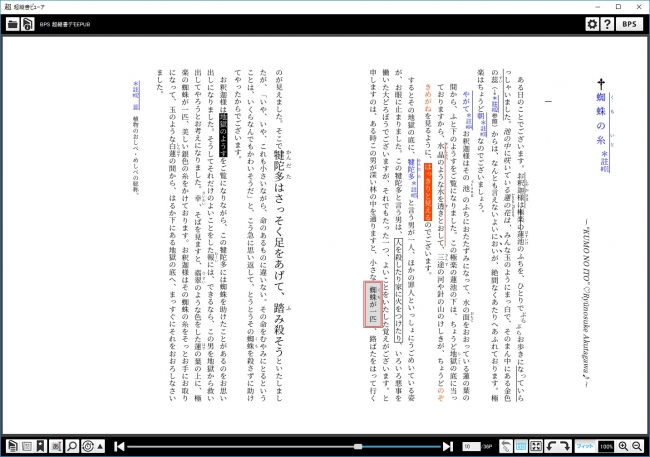 超 超縦書ビューア
BPS 超縦書デモEPUB
BPS
～"KUMO NO ITO" ♡Ryunosuke Akutagawa♪～
✝蜘蛛の糸 *註*
一
ある日のことでございます。お釈迦様は極楽の蓮池のふちを、ひとりでぶらぶらお歩きになっていら
っしゃいました。池の中に咲いている蓮の花は、みんな玉のようにまっ白で、そのまん中にある金色
からは、なんとも言えないよいにおいが、絶間なくあたりへあふれております。極
楽はちょうど朝なのでございましょう。
やがてお釈迦様はその池のふちにおたたずみになって、水の面をおおっている蓮の葉の
間から、ふと下のようすをご覧になりました。この極楽の蓮池の下は、ちょうど地獄の底に当っ
ておりますから、水晶のような水を透きとおして、三途の河や針の山のけしきが、ちょうどのぞ
きめがねを見るように、はっきりと見えるのでございます。
するとその地獄の底に、犍陀多と言う男が一人、ほかの罪人といっしょにうごめいている姿
が、お眼に止まりました。この犍陀多と言う男は、人を殺したり家に火をつけたり、いろいろ悪事を
働いた大どろぼうでございますが、それでもたった一つ、よいことをいたした覚えがございます。と
申しますのは、ある時この男が深い林の中を通りますと、小さな蜘蛛が一匹、路ばたをはって行く
のが見えました。そこで犍陀多はさっそく足をあげて、踏み殺そうといたしまし
たが、「いや、いや、これも小さいながら、命のあるものに違いない。その命をむやみにとるという
ことは、いくらなんでもかわいそうだ」と、こう急に思い返して、とうとうその蜘蛛を殺さずに助け
てやったからでございます。
お釈迦様は地獄のようすをご覧になりながら、この犍陀多には蜘蛛を助けたことがあるのをお思い
出しになりました。そうしてそれだけのよいことをした報には、できるなら、この男を地獄から救い
出してやろうとお考えになりました。幸、そばを見ますと、翡翠のような色をした蓮の葉の上に、極
楽の蜘蛛が一匹、美しい銀色の糸をかけております。お釈迦様はその蜘蛛の糸をそっとお手にお取り
になって、玉のような白蓮の間から、はるか下にある地獄の底へ、まっすぐにそれをおおろしなさい
ました。
植物のおしべ・めしべの総称。
10 /36P
フィット 100%